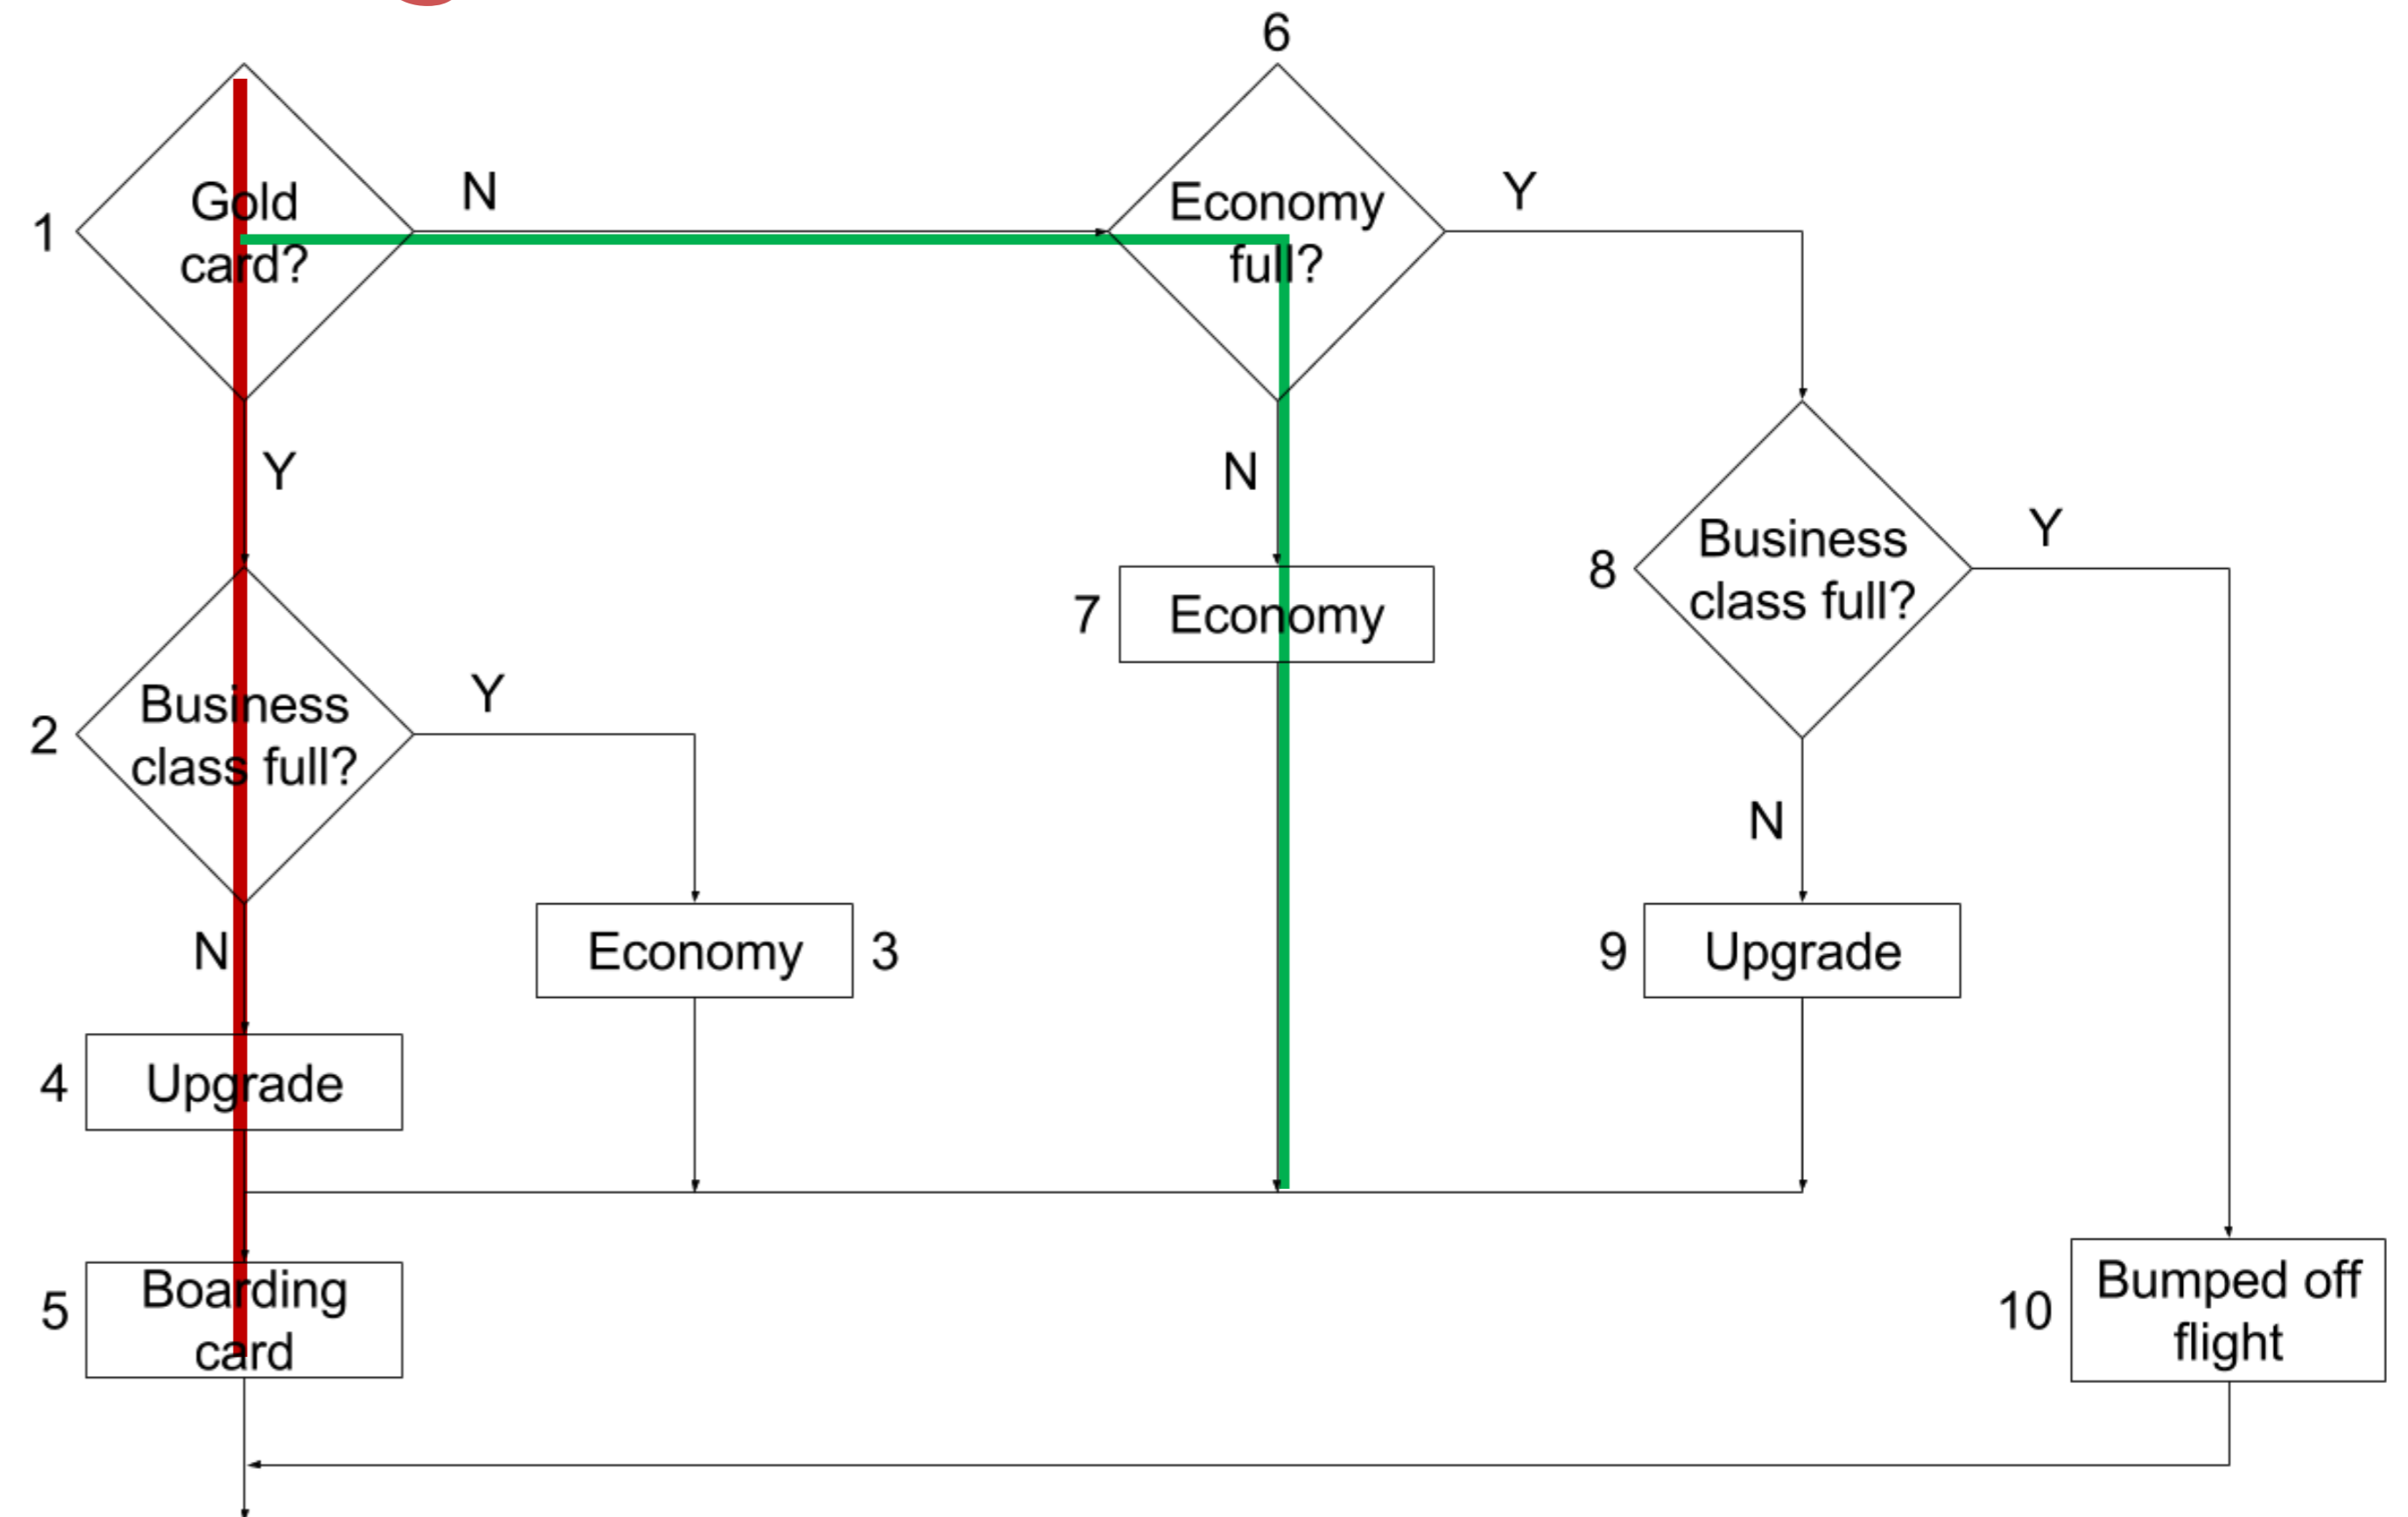 6
1
Gold
card?
N
Economy
full?
Y
Y
N
8
Business
class full?
Y
7
Economy
2
Business
class full?
Y
N
N
Economy
3
9
Upgrade
4
Upgrade
5
Boarding
card
10
Bumped off
flight